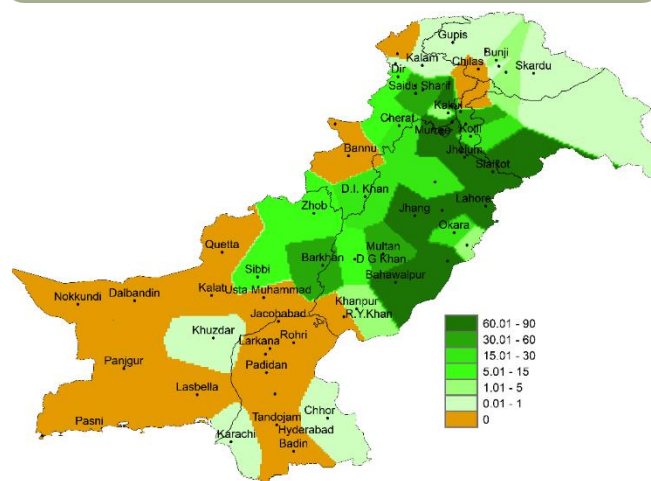 Gupis
Kalam
Chilas
Bunji
Skardu
Dir
Saidu Sharif
Kakul
Cherat
Murree
Kotli
Bannu
Jhelum
Sialkot
D.I. Khan
Zhob
Jhang
Lahore
Okara
Quetta
Barkhan
Multan
D G Khan
Sibbi
Bahawalpur
Kalat
Usta Muhammad
Khanpur
R.Y.Khan
Nokkundi
Dalbandin
Jacobabad
Khuzdar
Larkana
Rohri
Panjgur
Padidan
Lasbella
Pasni
Tandojam
Chhor
Hyderabad
Karachi
Badin
60.01 - 90
30.01 - 60
15.01 - 30
5.01 - 15
1.01 - 5
0.01 - 1
0